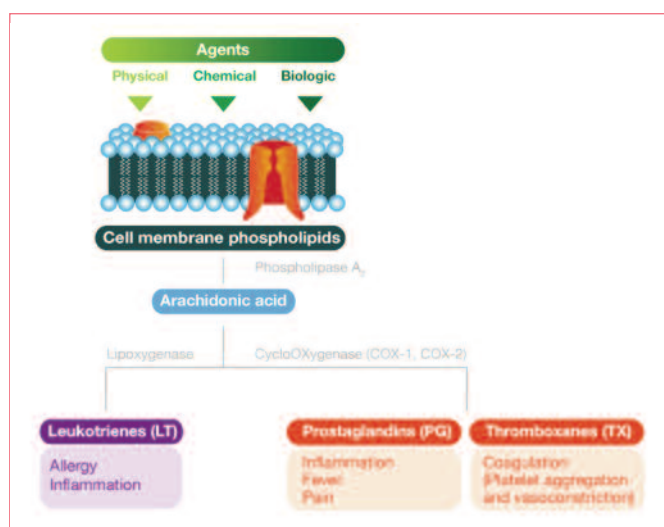 Agents
Physical Chemical Biologic
Cell membrane phospholipids
Phospholipase A₂
Arachidonic acid
Lipoxygenase CycloOXygenase (COX-1, COX-2)
Leukotrienes (LT) Prostaglandins (PG) Thromboxanes (TX)
Allergy
Inflammation
Inflammation
Fever
Pain
Coagulation
(Platelet aggregation
and vasoconstriction)